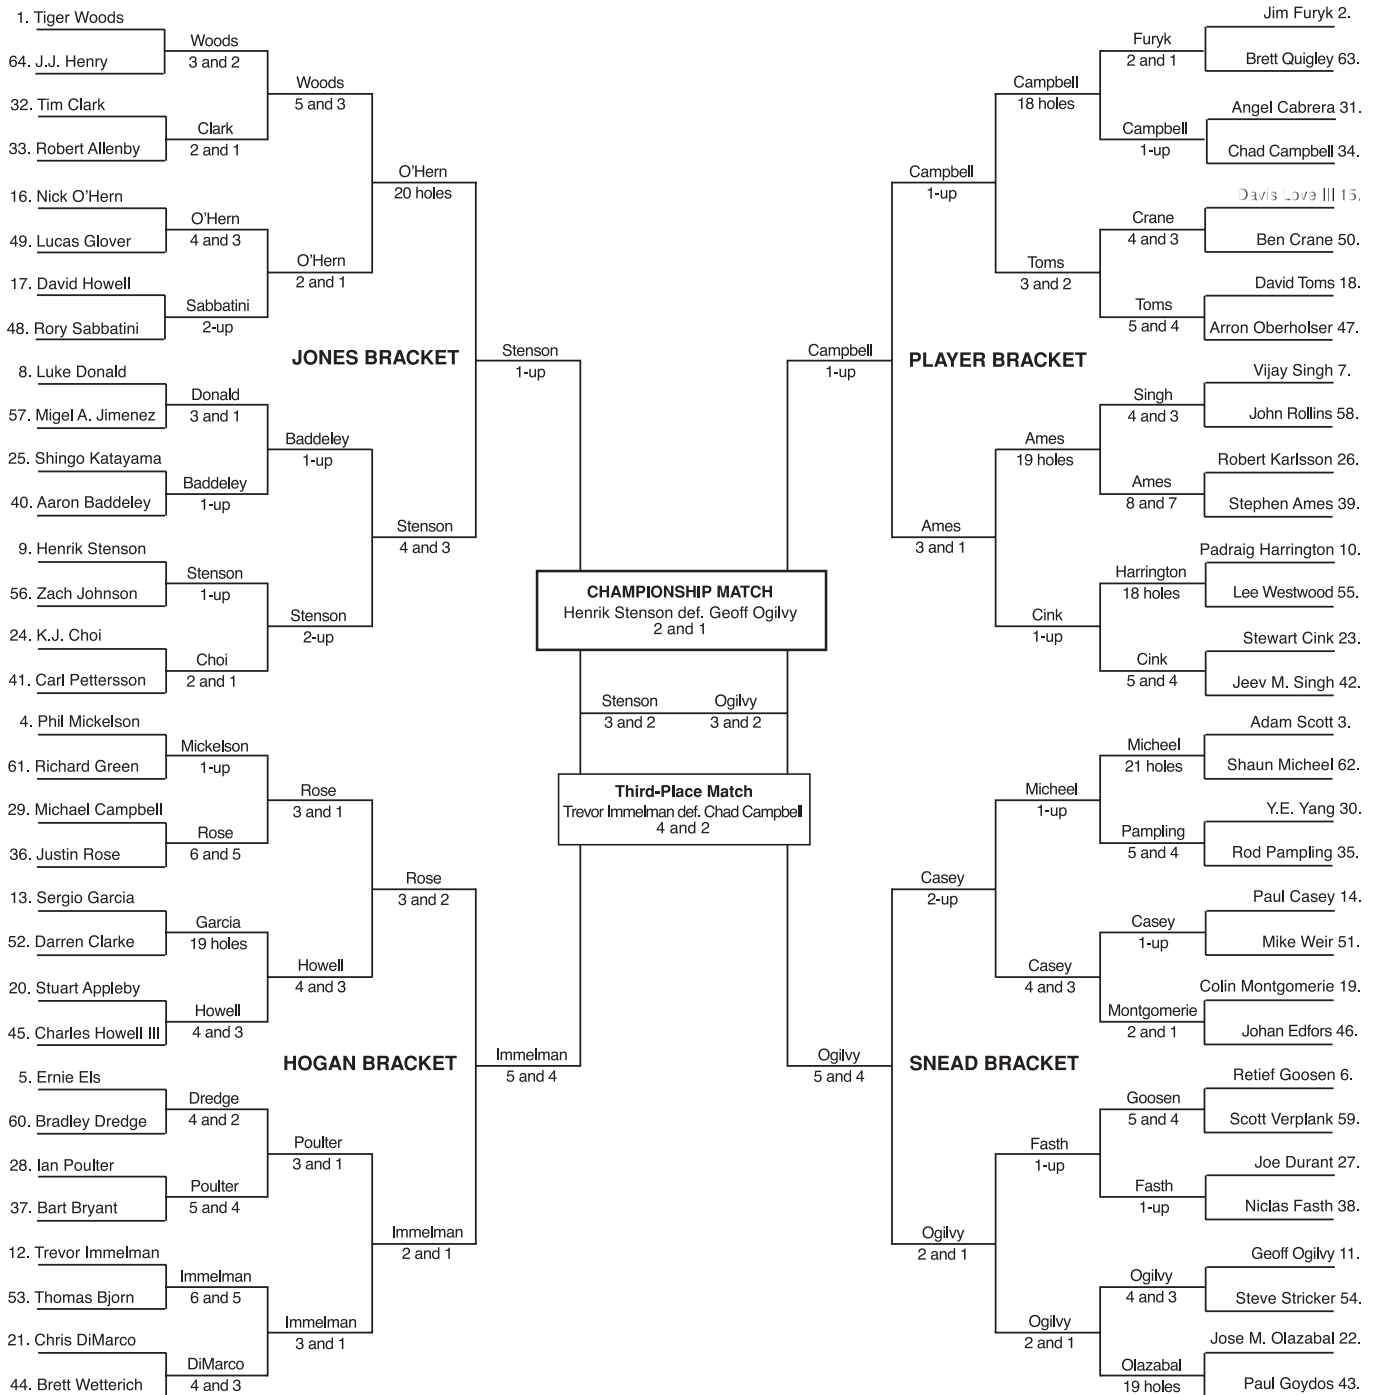 1. Tiger Woods
64. J.J. Henry
32. Tim Clark
33. Robert Allenby
16. Nick O'Hern
49. Lucas Glover
17. David Howell
48. Rory Sabbatini
8. Luke Donald
57. Migel A. Jimenez
25. Shingo Katayama
40. Aaron Baddeley
9. Henrik Stenson
56. Zach Johnson
24. K.J. Choi
41. Carl Pettersson
4. Phil Mickelson
61. Richard Green
29. Michael Campbell
36. Justin Rose
13. Sergio Garcia
52. Darren Clarke
20. Stuart Appleby
45. Charles Howell III
5. Ernie Els
60. Bradley Dredge
28. Ian Poulter
37. Bart Bryant
12. Trevor Immelman
53. Thomas Bjorn
21. Chris DiMarco
44. Brett Wetterich
Woods
3 and 2
Clark
2 and 1
O'Hern
4 and 3
Sabbatini
2-up
Donald
3 and 1
Baddeley
1-up
Stenson
1-up
Choi
2 and 1
Mickelson
1-up
Rose
6 and 5
Garcia
19 holes
Howell
4 and 3
Dredge
4 and 2
Poulter
5 and 4
Immelman
6 and 5
DiMarco
4 and 3
Woods
5 and 3
O'Hern
2 and 1
Baddeley
1-up
Stenson
2-up
Rose
3 and 1
Howell
4 and 3
Poulter
3 and 1
Immelman
3 and 1
O'Hern
20 holes
Stenson
4 and 3
Rose
3 and 2
Immelman
2 and 1
JONES BRACKET
HOGAN BRACKET
Stenson
1-up
Immelman
5 and 4
CHAMPIONSHIP MATCH
Henrik Stenson def. Geoff Ogilvy
2 and 1
Stenson
3 and 2
Ogilvy
3 and 2
Third-Place Match
Trevor Immelman def. Chad Campbell
4 and 2
Campbell
1-up
Ogilvy
5 and 4
PLAYER BRACKET
SNEAD BRACKET
Campbell
1-up
Ames
3 and 1
Casey
2-up
Ogilvy
2 and 1
Campbell
18 holes
Toms
3 and 2
Ames
19 holes
Cink
1-up
Micheel
1-up
Casey
4 and 3
Fasth
1-up
Ogilvy
2 and 1
Furyk
2 and 1
Campbell
1-up
Crane
4 and 3
Toms
5 and 4
Singh
4 and 3
Ames
8 and 7
Harrington
18 holes
Cink
5 and 4
Micheel
21 holes
Pampling
5 and 4
Casey
1-up
Montgomerie
2 and 1
Goosen
5 and 4
Fasth
1-up
Ogilvy
4 and 3
Olazabal
19 holes
Jim Furyk 2.
Brett Quigley 63.
Angel Cabrera 31.
Chad Campbell 34.
Davis Love III 15.
Ben Crane 50.
David Toms 18.
Arron Oberholser 47.
Vijay Singh 7.
John Rollins 58.
Robert Karlsson 26.
Stephen Ames 39.
Padraig Harrington 10.
Lee Westwood 55.
Stewart Cink 23.
Jeev M. Singh 42.
Adam Scott 3.
Shaun Micheel 62.
Y.E. Yang 30.
Rod Pampling 35.
Paul Casey 14.
Mike Weir 51.
Colin Montgomerie 19.
Johan Edfors 46.
Retief Goosen 6.
Scott Verplank 59.
Joe Durant 27.
Niclas Fasth 38.
Geoff Ogilvy 11.
Steve Stricker 54.
Jose M. Olazabal 22.
Paul Goydos 43.